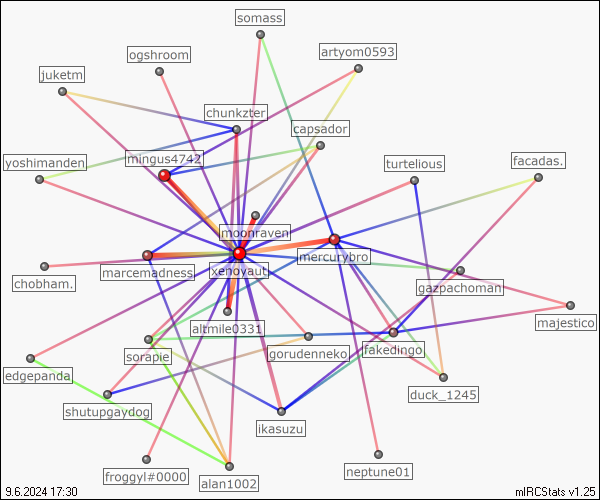 somass
artyom0593
ogshroom
juketm
chunkzter
capsador
mingus4742
yoshimanden
turtelious
facadas.
moonraven
mercurybro
xenoyaut
marcemadness
chobham.
gazpachoman
altmile0331
majestico
sorapie
gorudenneko
fakedingo
edgepanda
duck_1245
shutupgaydog
ikasuzu
neptune01
froggyl#0000
alan1002
9.6.2024 17:30
mIRCStats v1.25